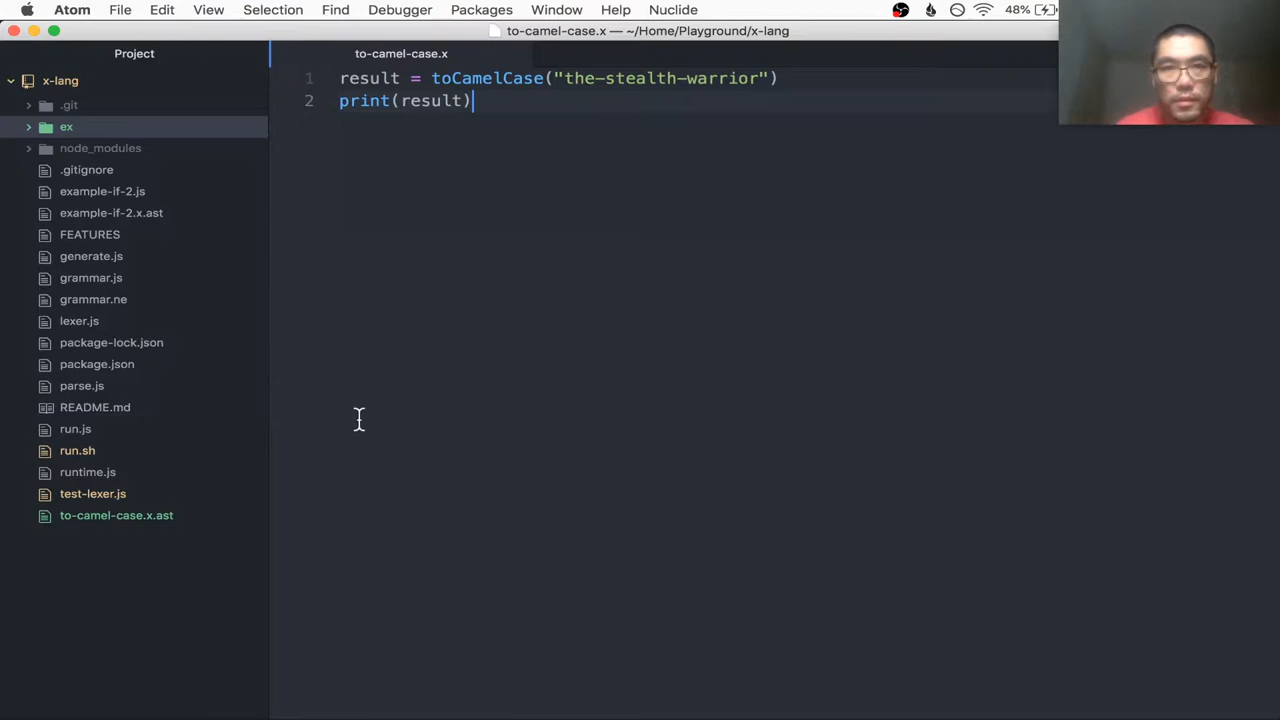 Atom File Edit View Selection Find Debugger Packages Window Help Nuclide 48%
to-camel-case.x — ~/Home/Playground/x-lang
Project
to-camel-case.x
x-lang
.git
ex
node_modules
.gitignore
example-if-2.js
example-if-2.x.ast
FEATURES
generate.js
grammar.js
grammar.ne
lexer.js
package-lock.json
package.json
parse.js
README.md
run.js
run.sh
runtime.js
test-lexer.js
to-camel-case.x.ast
1 result = toCamelCase("the-stealth-warrior")
2 print(result)